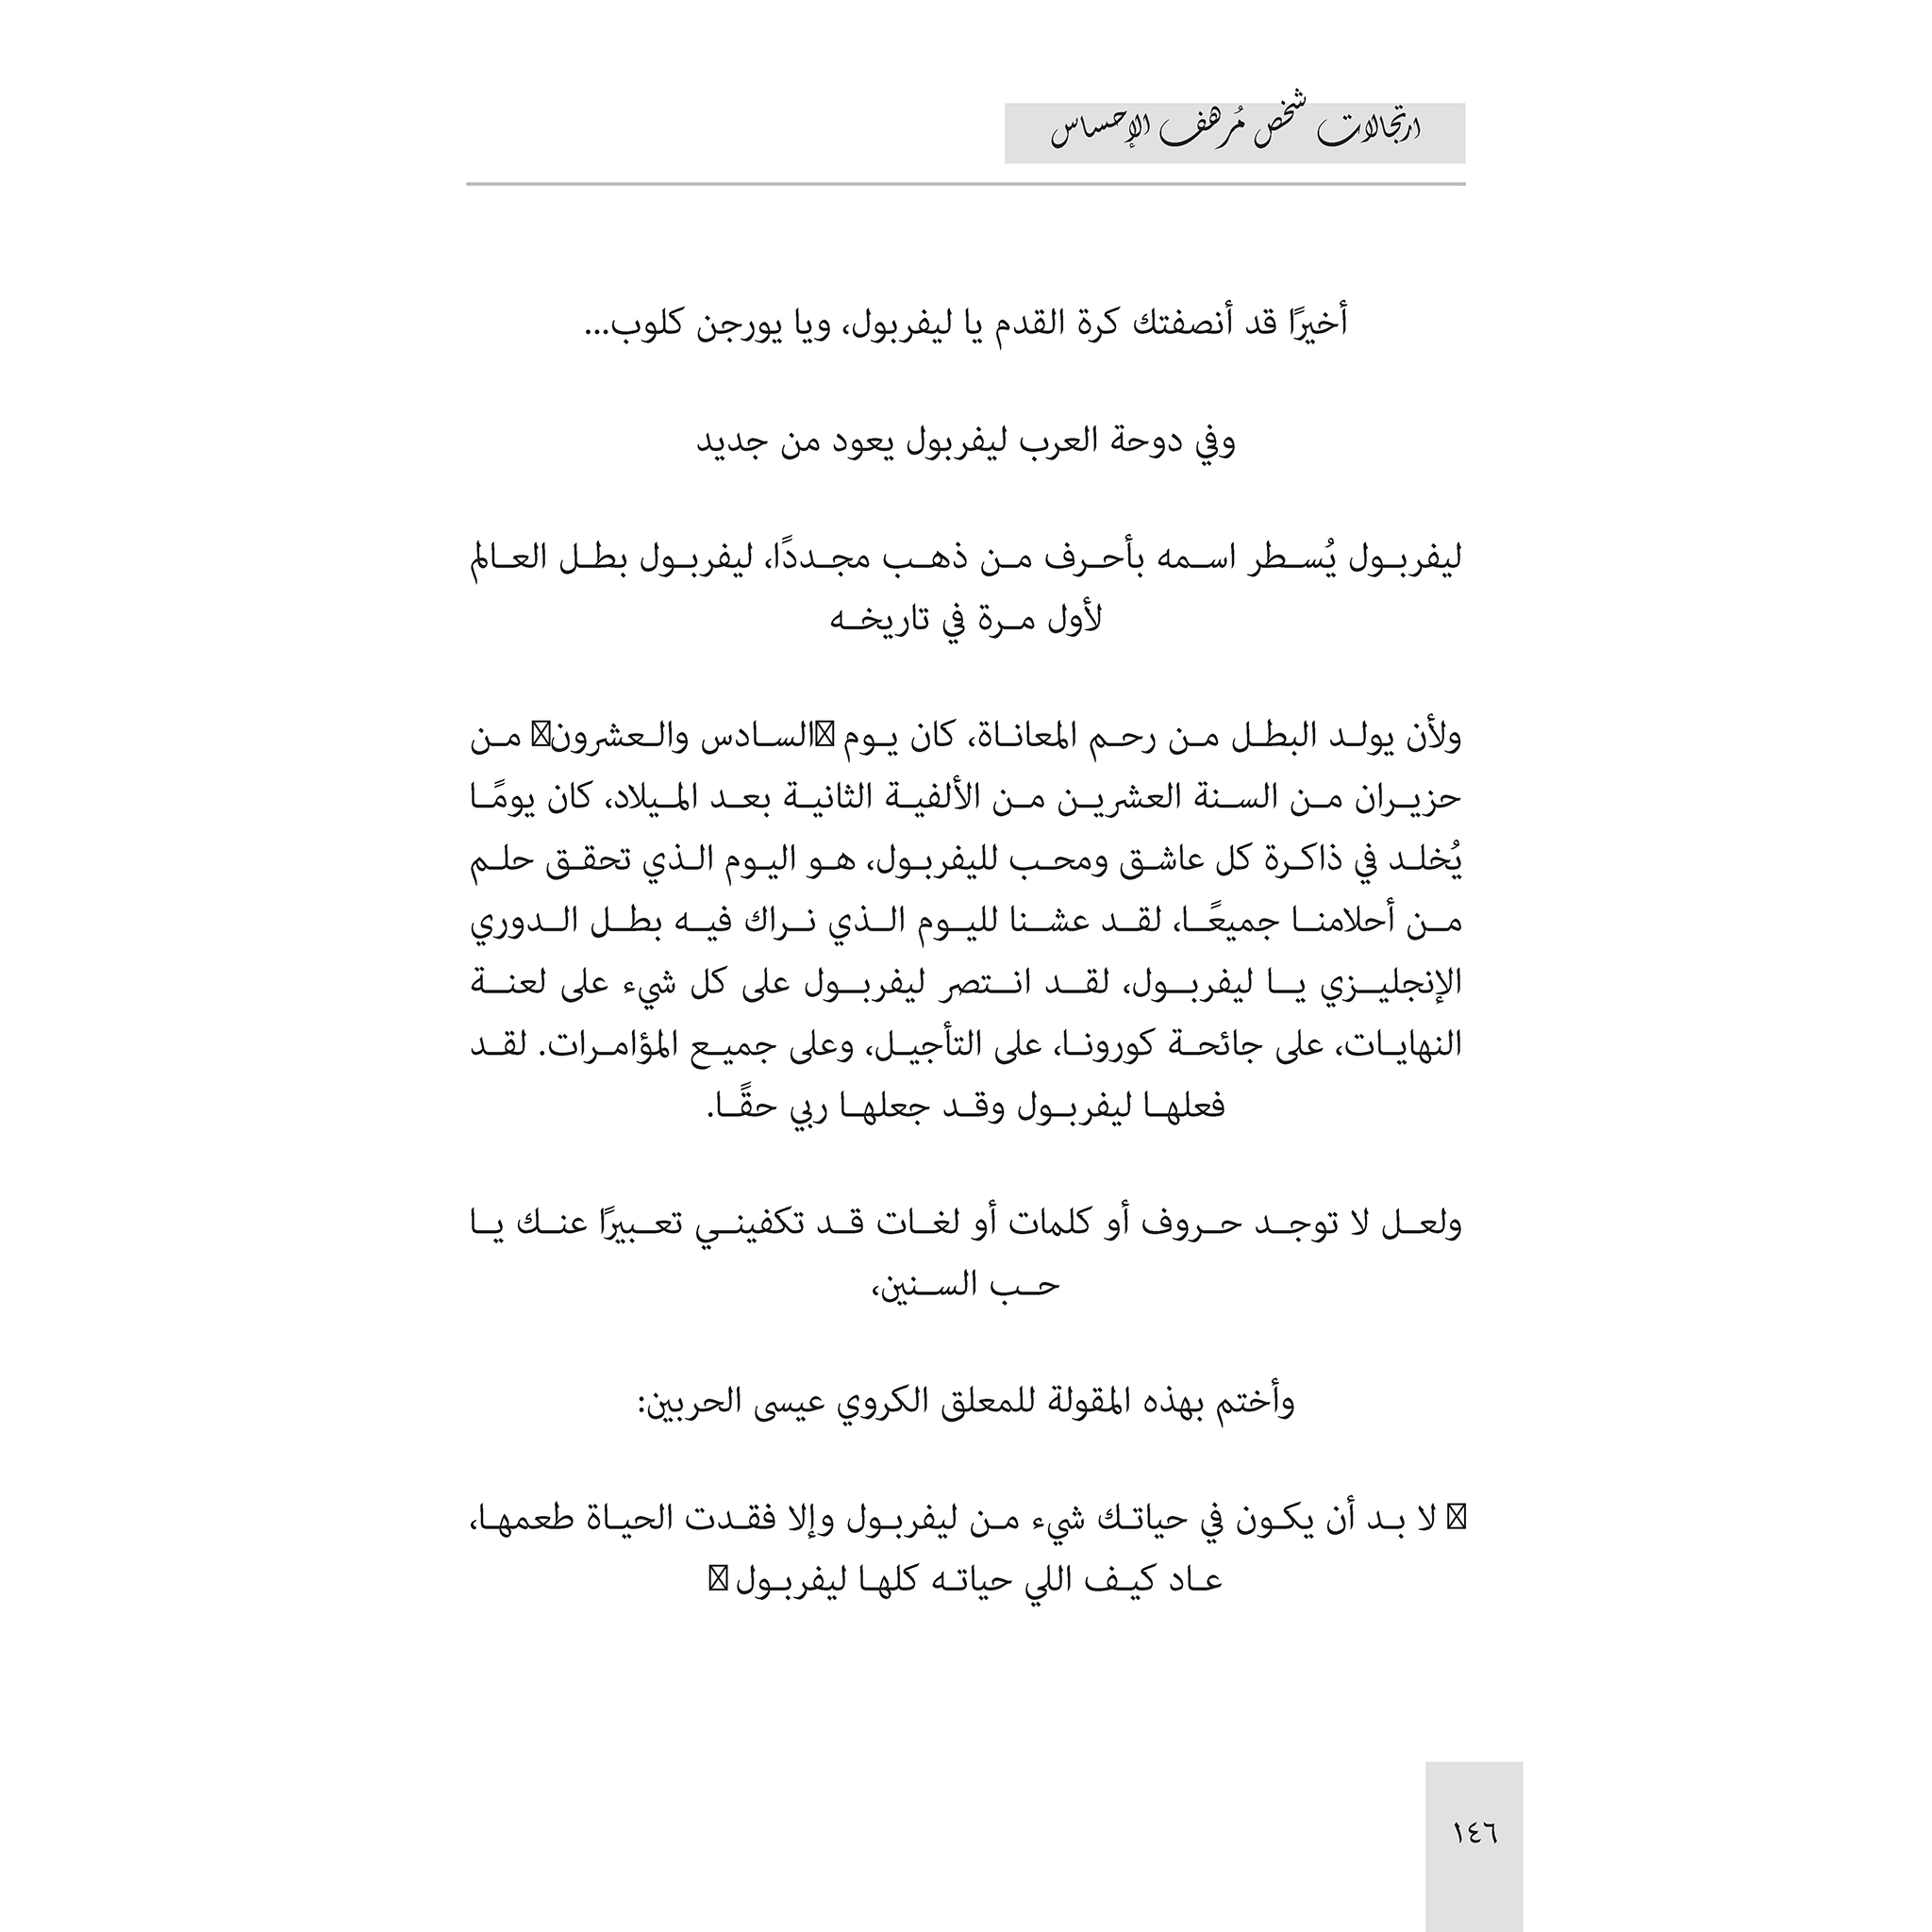 ارتجالات شخص مُرهف الإحساس
أخيرًا قد أنصفتك كرة القدم يا ليفربول، ويا يورجن كلوب...
وفي دوحة العرب ليفربول يعود من جديد
ليفربول يُسطر اسمه بأحرف من ذهب مجددًا، ليفربول بطل العالم
لأول مرة في تاريخه
ولأن يولد البطل من رحم المعاناة، كان يوم السادس والعشرون من
حزيران من السنة العشرين من الألفية الثانية بعد الميلاد، كان يومًا
يُخلد في ذاكرة كل عاشق ومحب لليفربول، هو اليوم الذي تحقق حلم
من أحلامنا جميعًا، لقد عشنا لليوم الذي نراك فيه بطل الدوري
الإنجليزي يا ليفربول، لقد انتصر ليفربول على كل شيء على لعنة
النهايات، على جائحة كورونا، على التأجيل، وعلى جميع المؤامرات. لقد
فعلها ليفربول وقد جعلها ربي حقًا.
ولعل لا توجد حروف أو كلمات أو لغات قد تكفيني تعبيرًا عنك يا
حب السنين،
وأختم بهذه المقولة للمعلق الكروي عيسى الحربين:
لا بد أن يكون في حياتك شيء من ليفربول وإلا فقدت الحياة طعمها،
عاد كيف اللي حياته كلها ليفربول
١٤٦